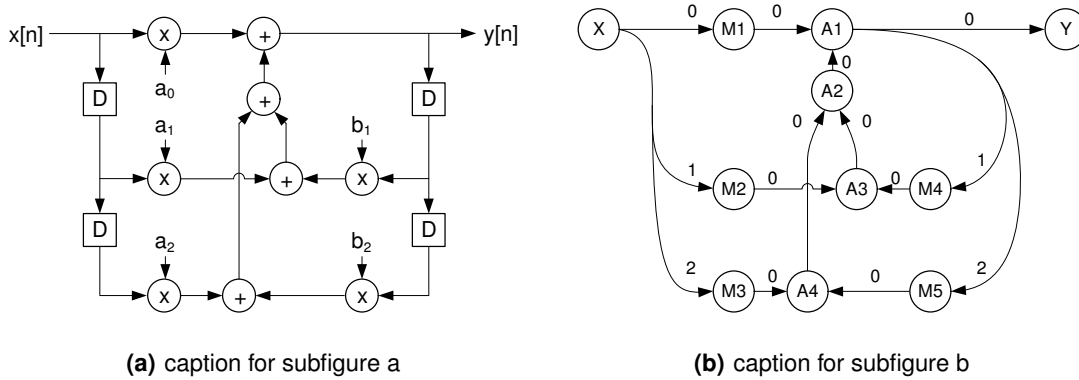 x[n] x + y[n]
D a₀ + D
a₁ b₁
x + x
D a₂ b₂ D
x + x
(a) caption for subfigure a
X 0 M1 0 A1 0 Y
0
A2
0 0
1 M2 0 A3 0 M4 1
2 M3 0 A4 0 M5 2
(b) caption for subfigure b